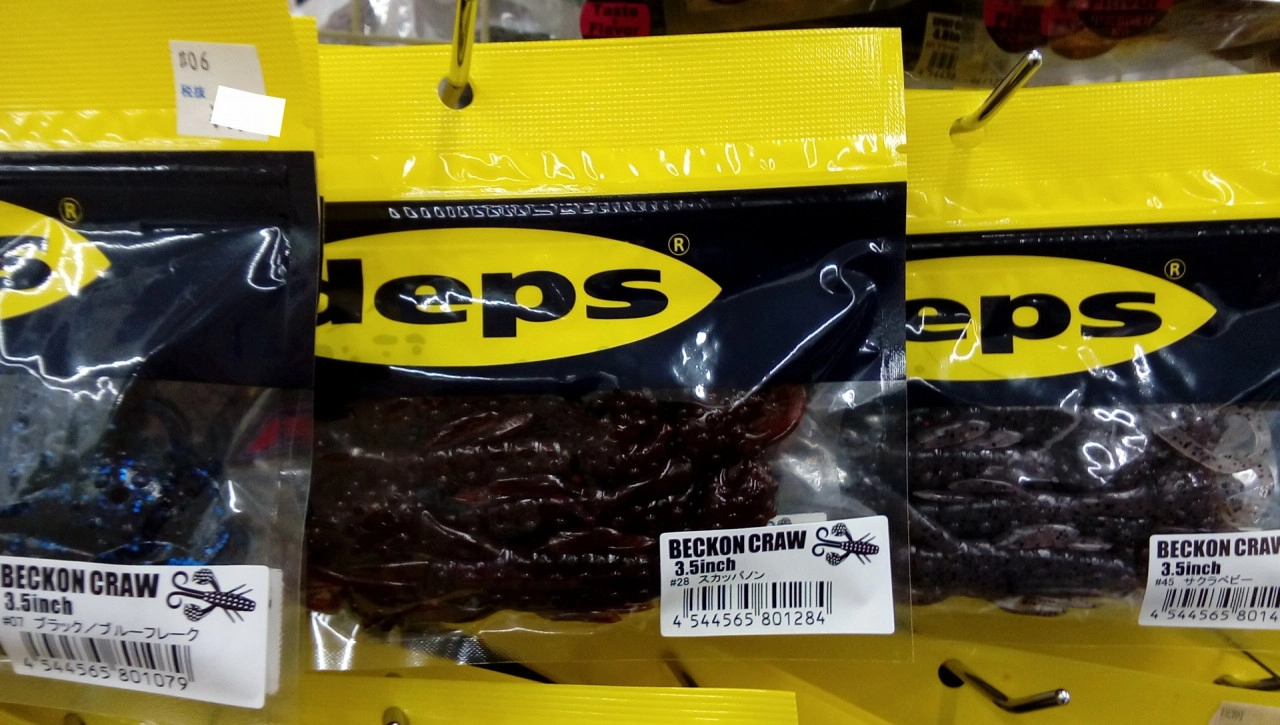 #06
税抜
Taste
Flavor
®
s
deps
®
eps
®
BECKON CRAW
3.5inch
#07 ブラック/ブルーフレーク
4 544565 801079
BECKON CRAW
3.5inch
#28 スカッパノン
4 544565 801284
BECKON CRAW
3.5inch
#45 サクラベビー
4 544565 8014